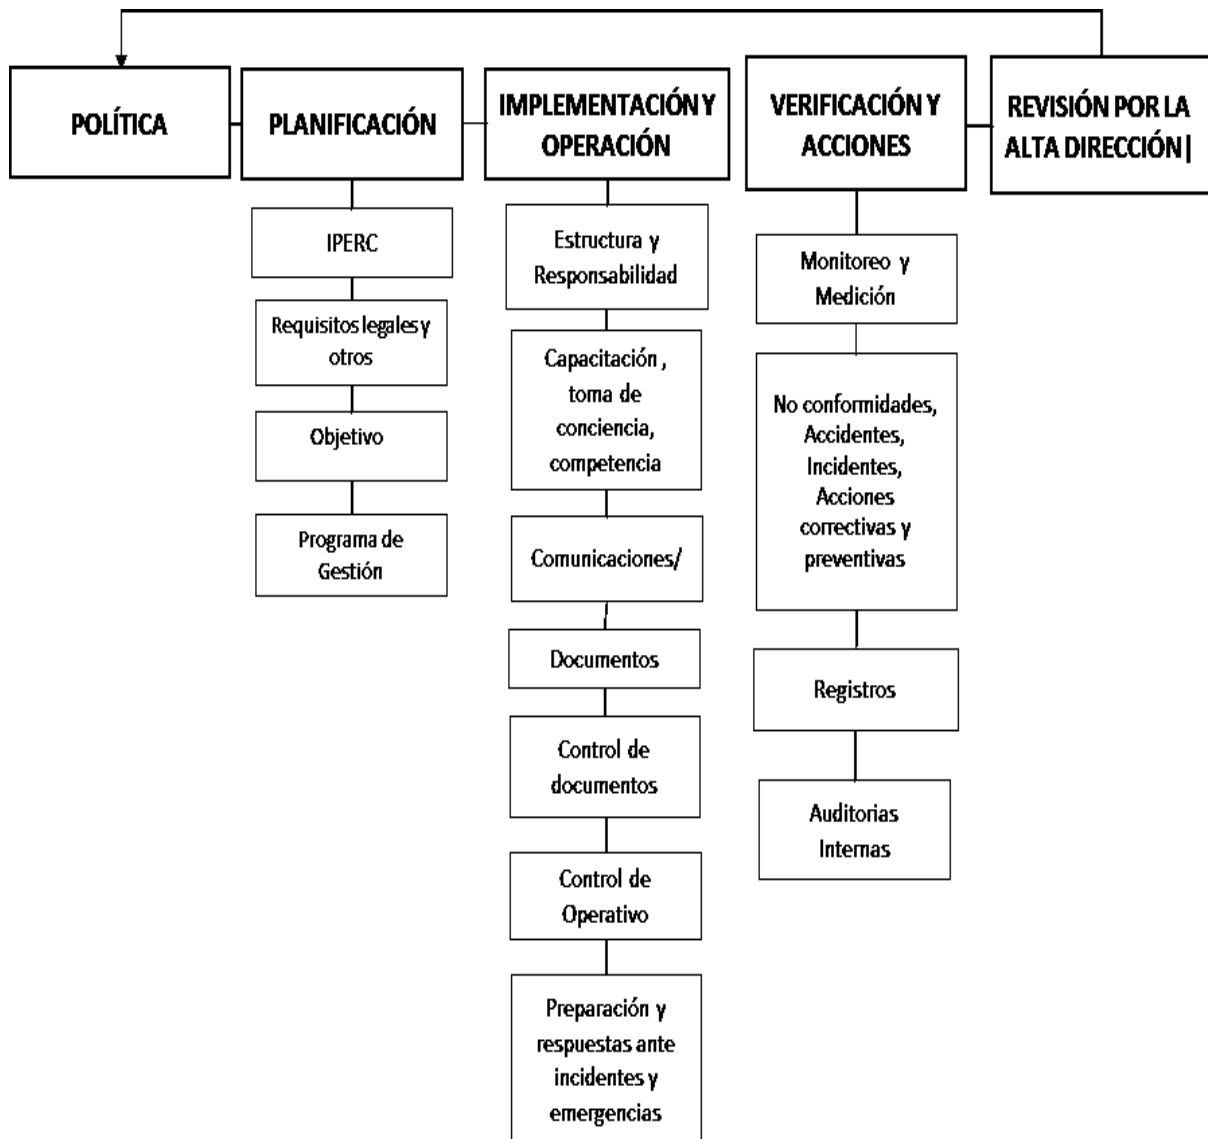 POLÍTICA
PLANIFICACIÓN
IMPLEMENTACIÓN Y
OPERACIÓN
VERIFICACIÓN Y
ACCIONES
REVISIÓN POR LA
ALTA DIRECCIÓN|
IPERC
Requisitos legales y
otros
Objetivo
Programa de
Gestión
Estructura y
Responsabilidad
Capacitación ,
toma de
conciencia,
competencia
Comunicaciones/
Documentos
Control de
documentos
Control de
Operativo
Preparación y
respuestas ante
incidentes y
emergencias
Monitoreo y
Medición
No conformidades,
Accidentes,
Incidentes,
Acciones
correctivas y
preventivas
Registros
Auditorias
Internas